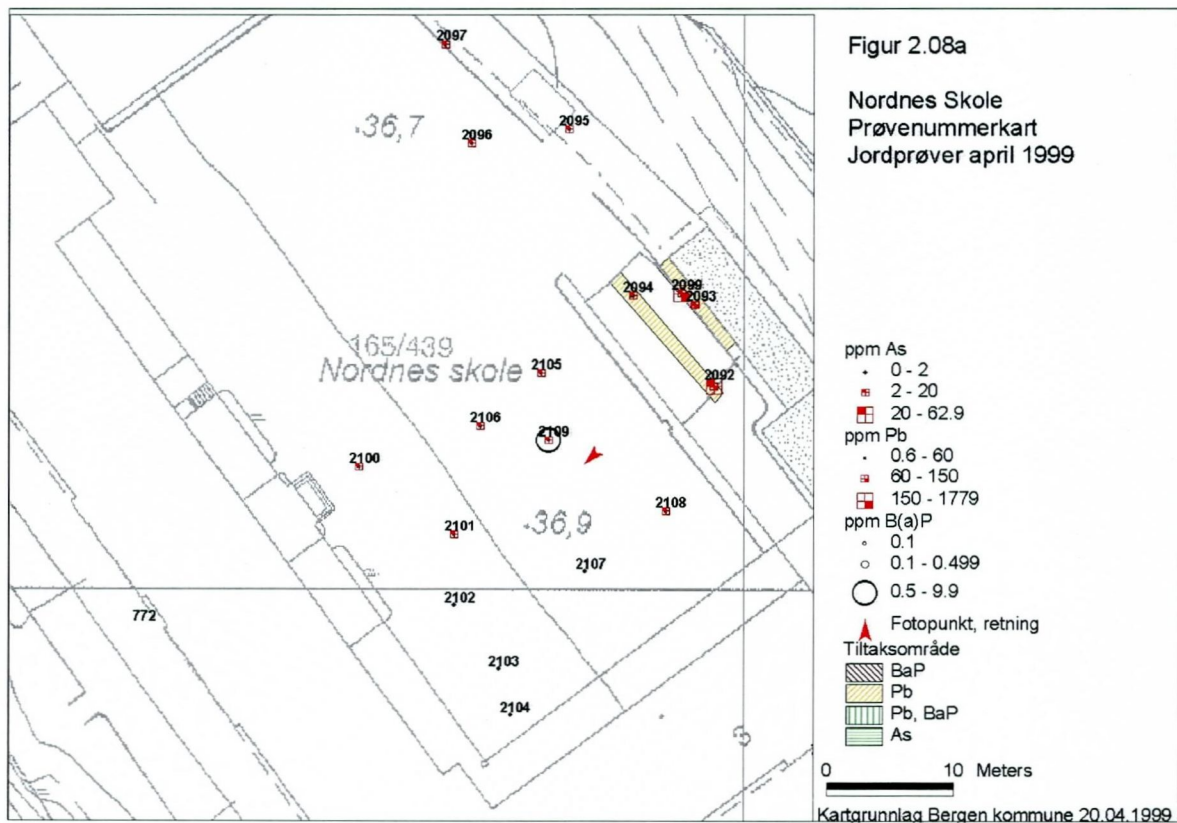 Figur 2.08a
Nordnes Skole
Prøvenummerkart
Jordprøver april 1999
2097
36,7
2096
2095
2094
2099
2093
2092
165/439
Nordnes skole
2105
2106
2109
2100
2108
2101
36,9
2107
2102
772
2103
2104
ppm As
0 - 2
2 - 20
20 - 62.9
ppm Pb
0.6 - 60
60 - 150
150 - 1779
ppm B(a)P
0.1
0.1 - 0.499
0.5 - 9.9
Fotopunkt, retning
Tiltaksområde
BaP
Pb
Pb, BaP
As
0 10 Meters
Kartgrunnlag Bergen kommune 20.04.1999